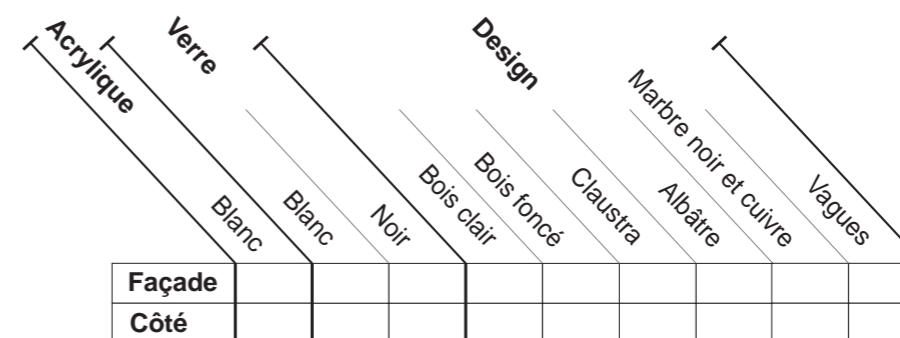 Acrylique
Verre
Design
Blanc
Blanc
Noir
Bois clair
Bois foncé
Claustra
Albâtre
Marbre noir et cuivre
Vagues
Façade
Côté